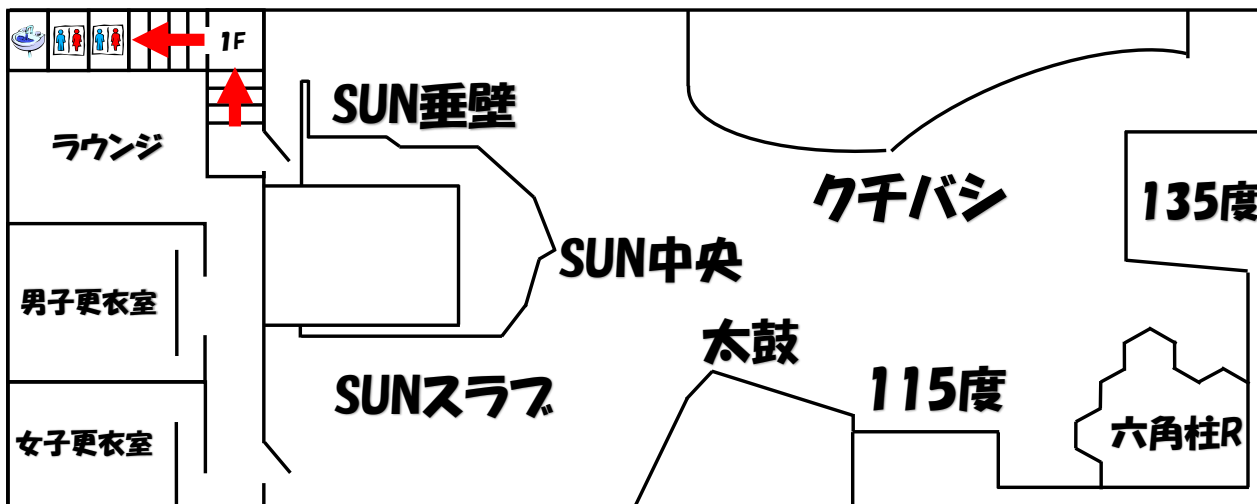 1F
SUN垂壁
ラウンジ
クチバシ
135度
SUN中央
男子更衣室
太鼓
115度
SUNスラブ
六角柱R
女子更衣室